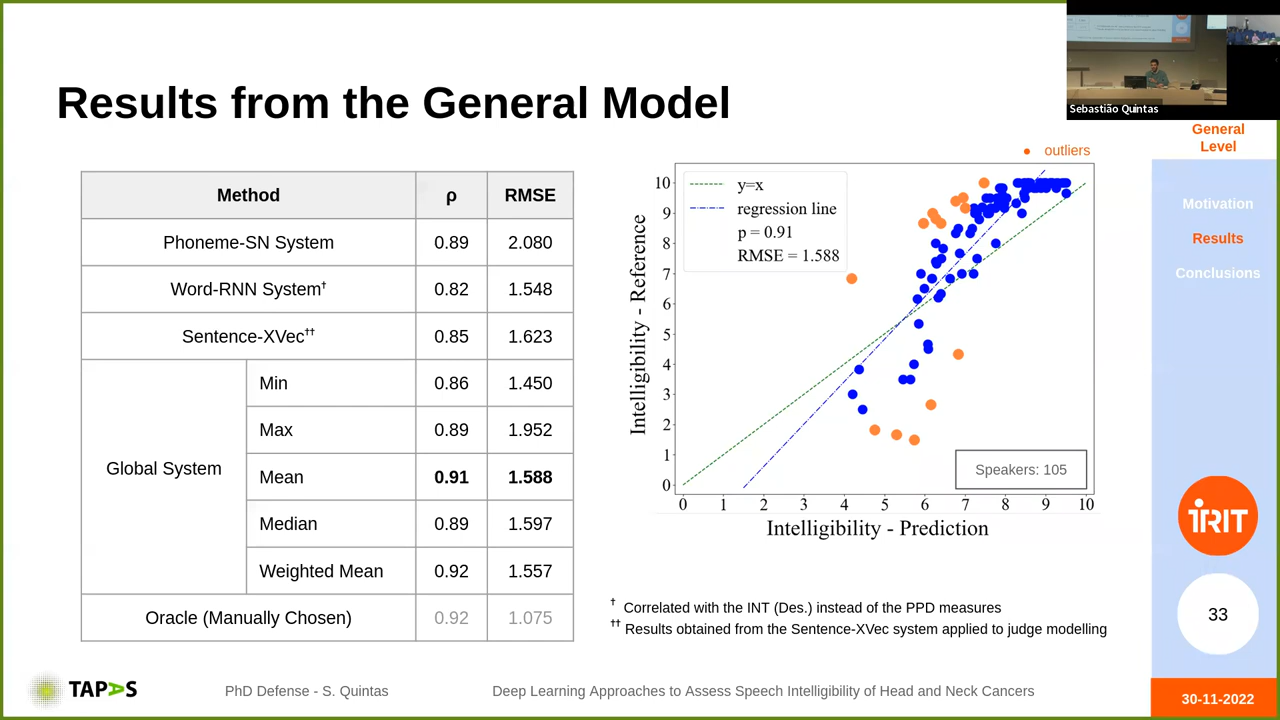 Sebastião Quintas
Results from the General Model
General
Level
Motivation
Results
Conclusions
Method ρ RMSE
Phoneme-SN System 0.89 2.080
Word-RNN System† 0.82 1.548
Sentence-XVec†† 0.85 1.623
Global System
Min 0.86 1.450
Max 0.89 1.952
Mean 0.91 1.588
Median 0.89 1.597
Weighted Mean 0.92 1.557
Oracle (Manually Chosen) 0.92 1.075
outliers
y=x
regression line
p = 0.91
RMSE = 1.588
Intelligibility - Reference
10
9
8
7
6
5
4
3
2
1
0
Speakers: 105
0 1 2 3 4 5 6 7 8 9 10
Intelligibility - Prediction
† Correlated with the INT (Des.) instead of the PPD measures
†† Results obtained from the Sentence-XVec system applied to judge modelling
IRIT
33
TAPAS
PhD Defense - S. Quintas
Deep Learning Approaches to Assess Speech Intelligibility of Head and Neck Cancers
30-11-2022